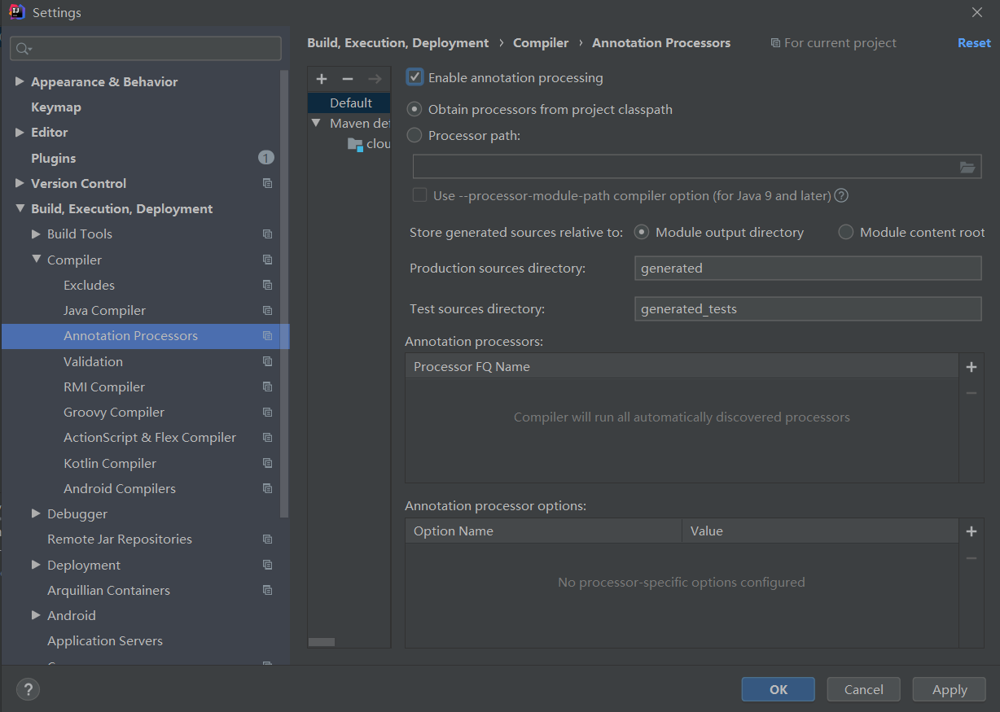 Settings
Build, Execution, Deployment › Compiler › Annotation Processors
For current project
Reset
Appearance & Behavior
Keymap
Editor
Plugins
1
Version Control
Build, Execution, Deployment
Build Tools
Compiler
Excludes
Java Compiler
Annotation Processors
Validation
RMI Compiler
Groovy Compiler
ActionScript & Flex Compiler
Kotlin Compiler
Android Compilers
Debugger
Remote Jar Repositories
Deployment
Arquillian Containers
Android
Application Servers
Default
Maven def
clou
Enable annotation processing
Obtain processors from project classpath
Processor path:
Use --processor-module-path compiler option (for Java 9 and later)
Store generated sources relative to: Module output directory Module content root
Production sources directory: generated
Test sources directory: generated_tests
Annotation processors:
Processor FQ Name
Compiler will run all automatically discovered processors
Annotation processor options:
Option Name Value
No processor-specific options configured
?
OK Cancel Apply